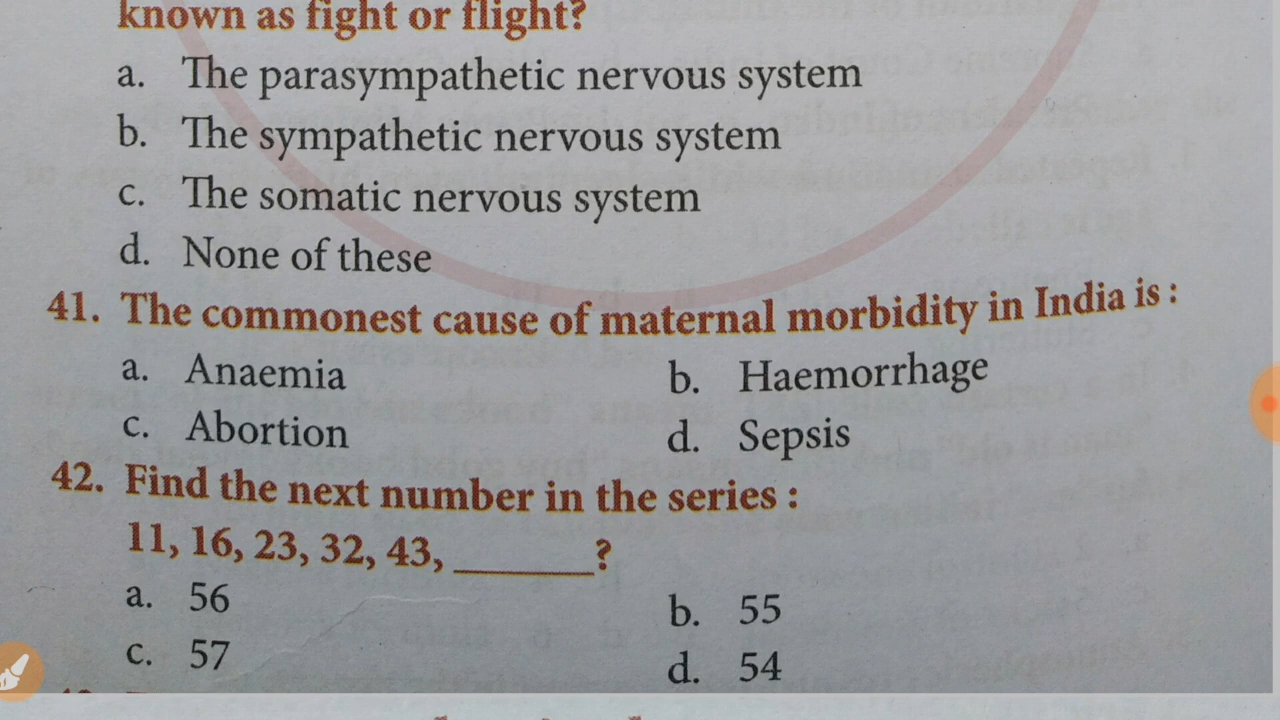 known as fight or flight?
a. The parasympathetic nervous system
b. The sympathetic nervous system
c. The somatic nervous system
d. None of these
41. The commonest cause of maternal morbidity in India is :
a. Anaemia b. Haemorrhage
c. Abortion d. Sepsis
42. Find the next number in the series :
11, 16, 23, 32, 43, ______?
a. 56 b. 55
c. 57 d. 54